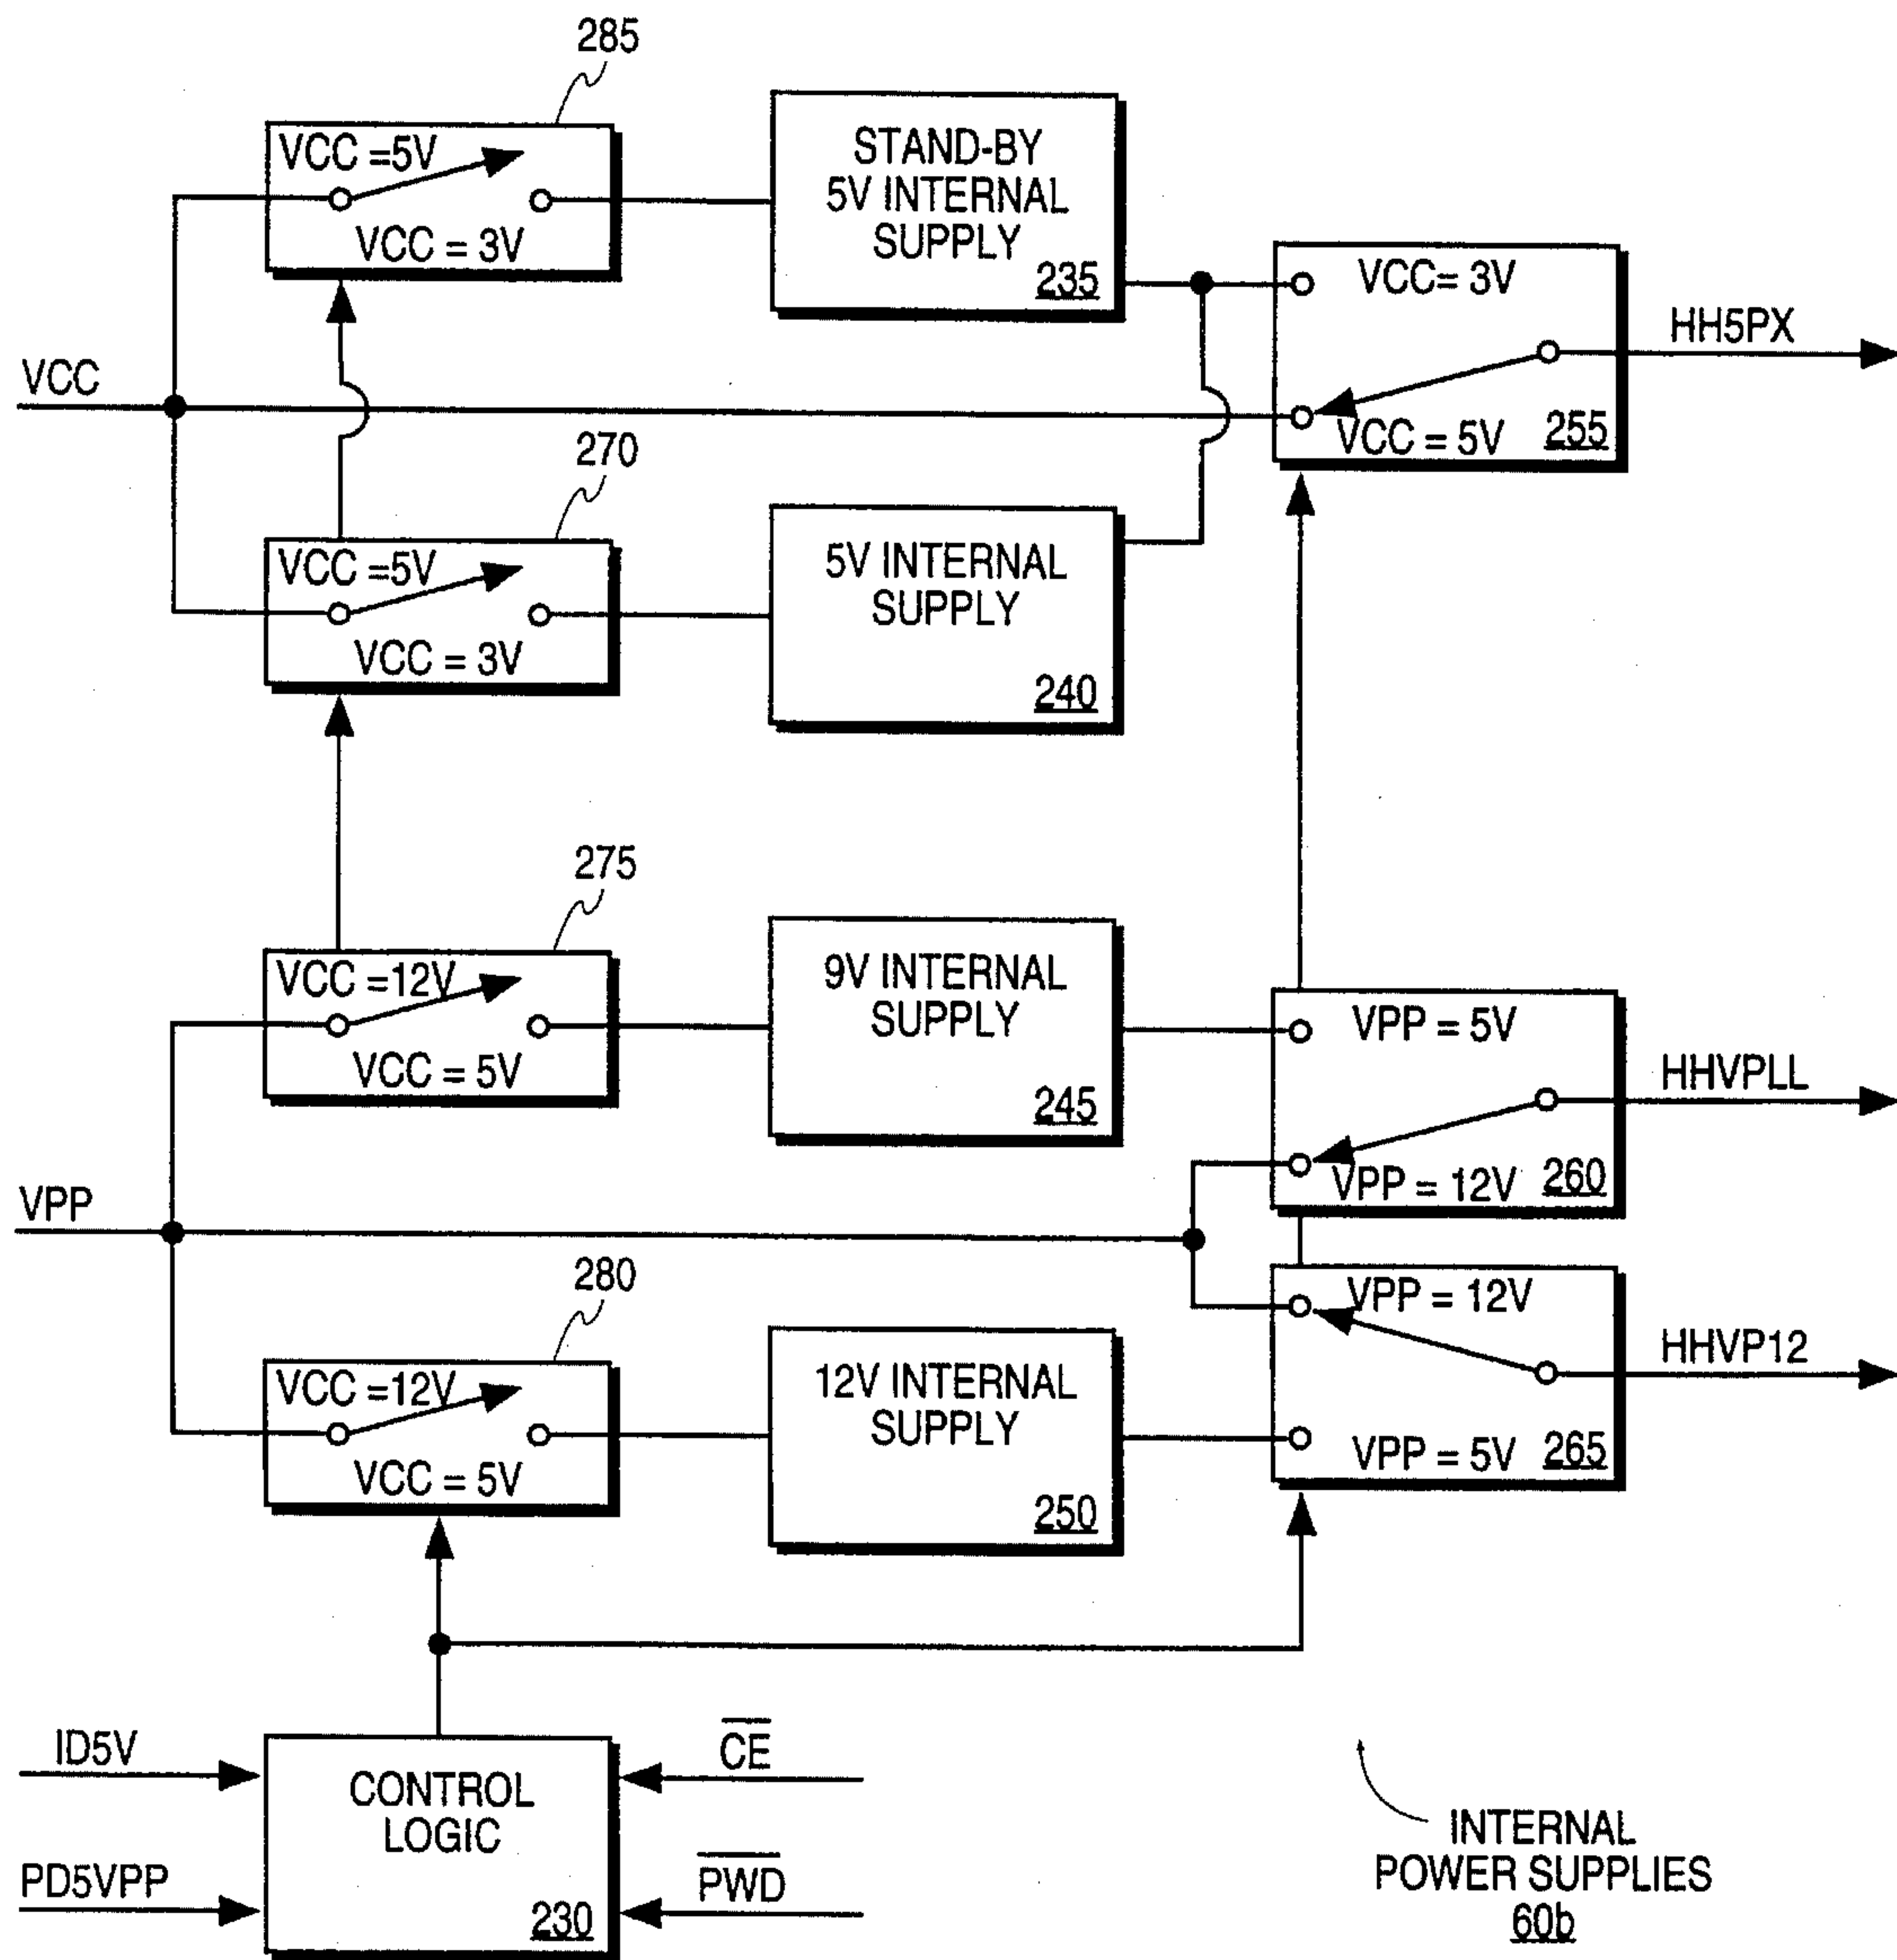 285
VCC =5V
VCC = 3V
STAND-BY
5V INTERNAL
SUPPLY
235
VCC= 3V
VCC = 5V
255
HH5PX
VCC
270
VCC =5V
VCC = 3V
5V INTERNAL
SUPPLY
240
275
VCC =12V
VCC = 5V
9V INTERNAL
SUPPLY
245
VPP = 5V
VPP = 12V
260
HHVPLL
VPP
280
VCC =12V
VCC = 5V
12V INTERNAL
SUPPLY
250
VPP = 12V
VPP = 5V
265
HHVP12
ID5V
PD5VPP
CONTROL
LOGIC
230
C̅E̅
P̅W̅D̅
INTERNAL
POWER SUPPLIES
60b